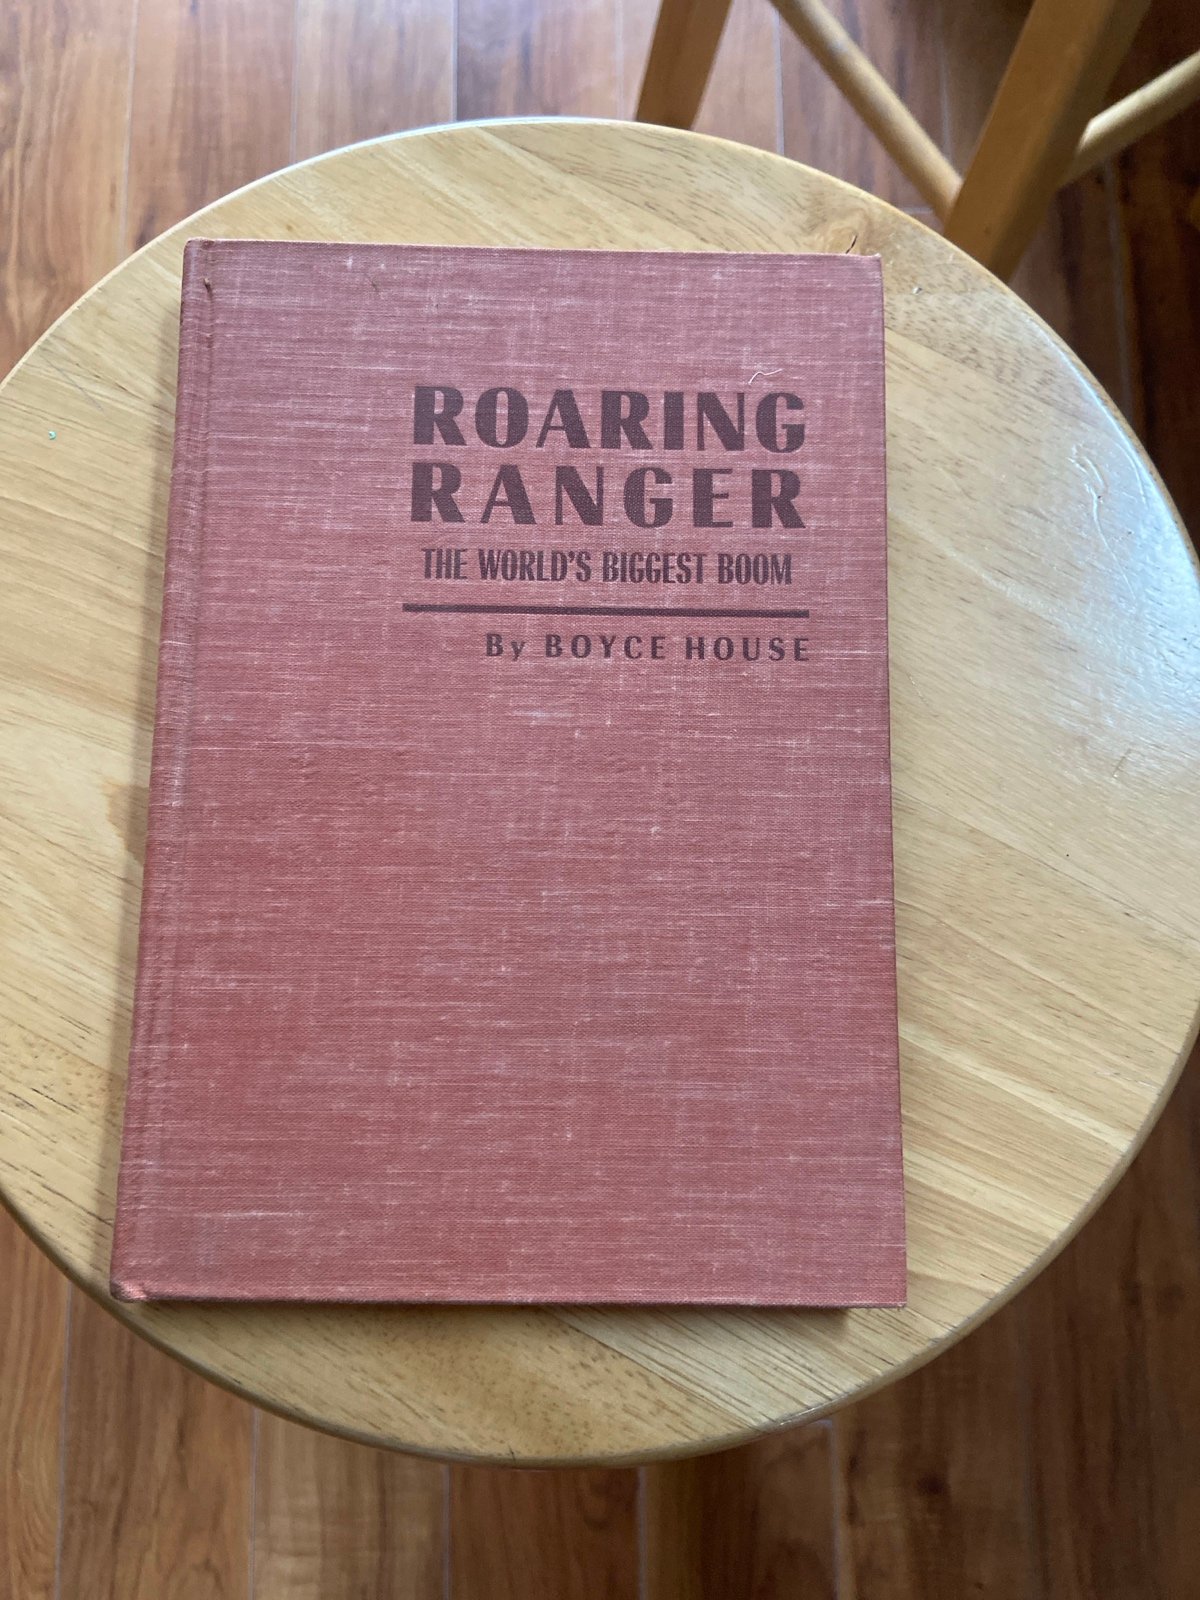 ROARING
RANGER
THE WORLD'S BIGGEST BOOM
By BOYCE HOUSE